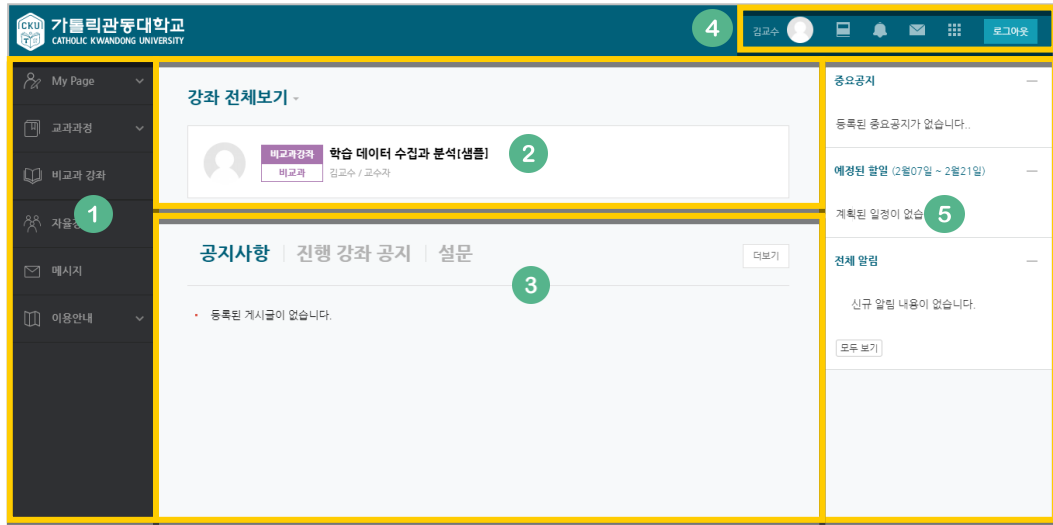 CKU
가톨릭관동대학교
CATHOLIC KWANDONG UNIVERSITY
4
김교수
로그아웃
My Page
교과과정
비교과 강좌
1
메시지
이용안내
강좌 전체보기
비교과강좌
학습 데이터 수집과 분석[샘플]
비교과
김교수 / 교수자
2
공지사항
진행 강좌 공지
설문
더보기
3
등록된 게시글이 없습니다.
중요공지
등록된 중요공지가 없습니다..
예정된 할일 (2월07일 ~ 2월21일)
계획된 일정이
5
전체 알림
신규 알림 내용이 없습니다.
모두 보기